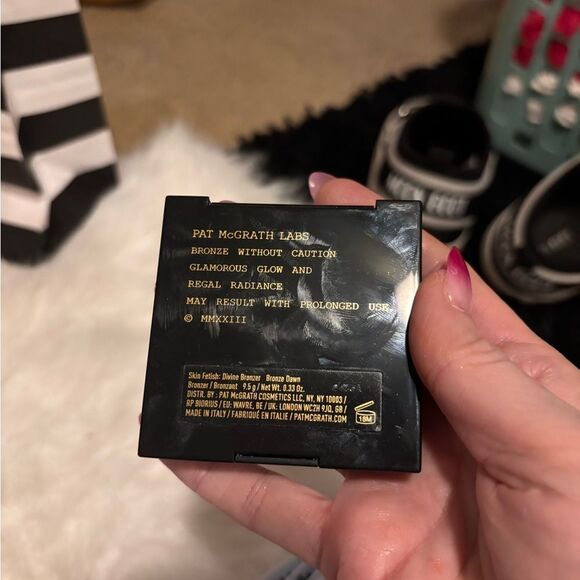 PAT McGRATH LABS
BRONZE WITHOUT CAUTION
GLAMOROUS GLOW AND
REGAL RADIANCE
MAY RESULT WITH PROLONGED USE.
© MMXXIII
Skin Fetish: Divine Bronzer Bronze Dawn
Bronzer / Bronzant 9.5 g / Net Wt. 0.33 Oz.
DISTR. BY : PAT McGRATH COSMETICS LLC, NY, NY 10003 /
RP BIORIUS / EU: WAVRE, BE / UK: LONDON WC2H 9JQ, GB /
MADE IN ITALY / FABRIQUÉ EN ITALIE / PATMCGRATH.COM
18M